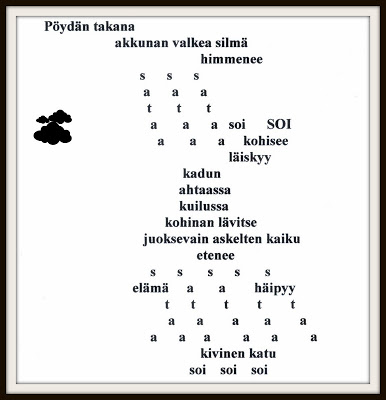 Pöydän takana
akkunan valkea silmä
himmenee
s s s
a a a
t t t
a a a soi SOI
a a a kohisee
läiskyy
kadun
ahtaassa
kuilussa
kohinan lävitse
juoksevain askelten kaiku
etenee
s s s s s
elämä a a häipyy
t t t t t
a a a a a
a a a a a a
kivinen katu
soi soi soi